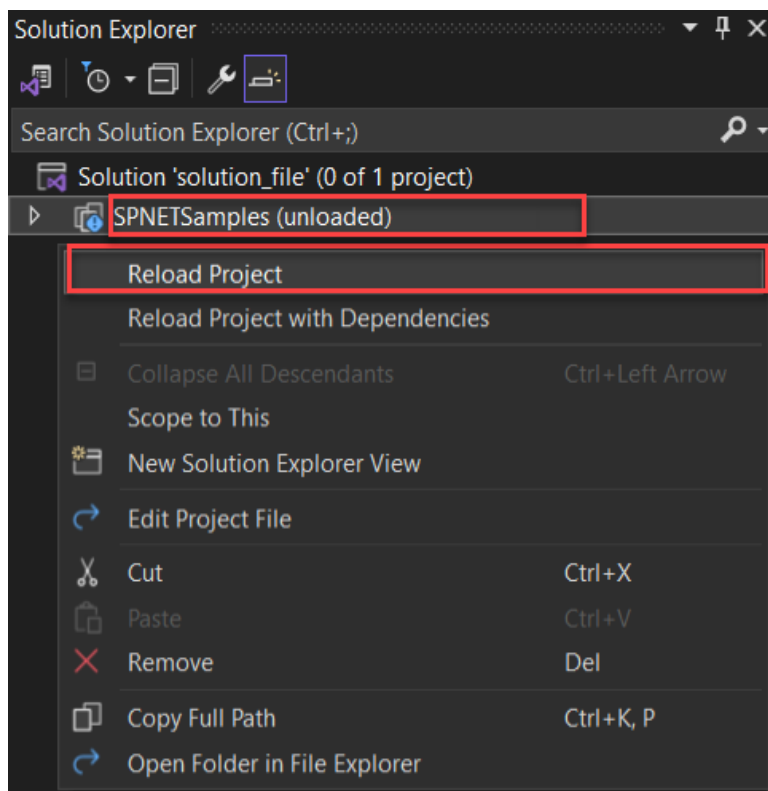 Solution Explorer
Search Solution Explorer (Ctrl+;)
Solution 'solution_file' (0 of 1 project)
SPNETSamples (unloaded)
Reload Project
Reload Project with Dependencies
Collapse All Descendants Ctrl+Left Arrow
Scope to This
New Solution Explorer View
Edit Project File
Cut Ctrl+X
Paste Ctrl+V
Remove Del
Copy Full Path Ctrl+K, P
Open Folder in File Explorer